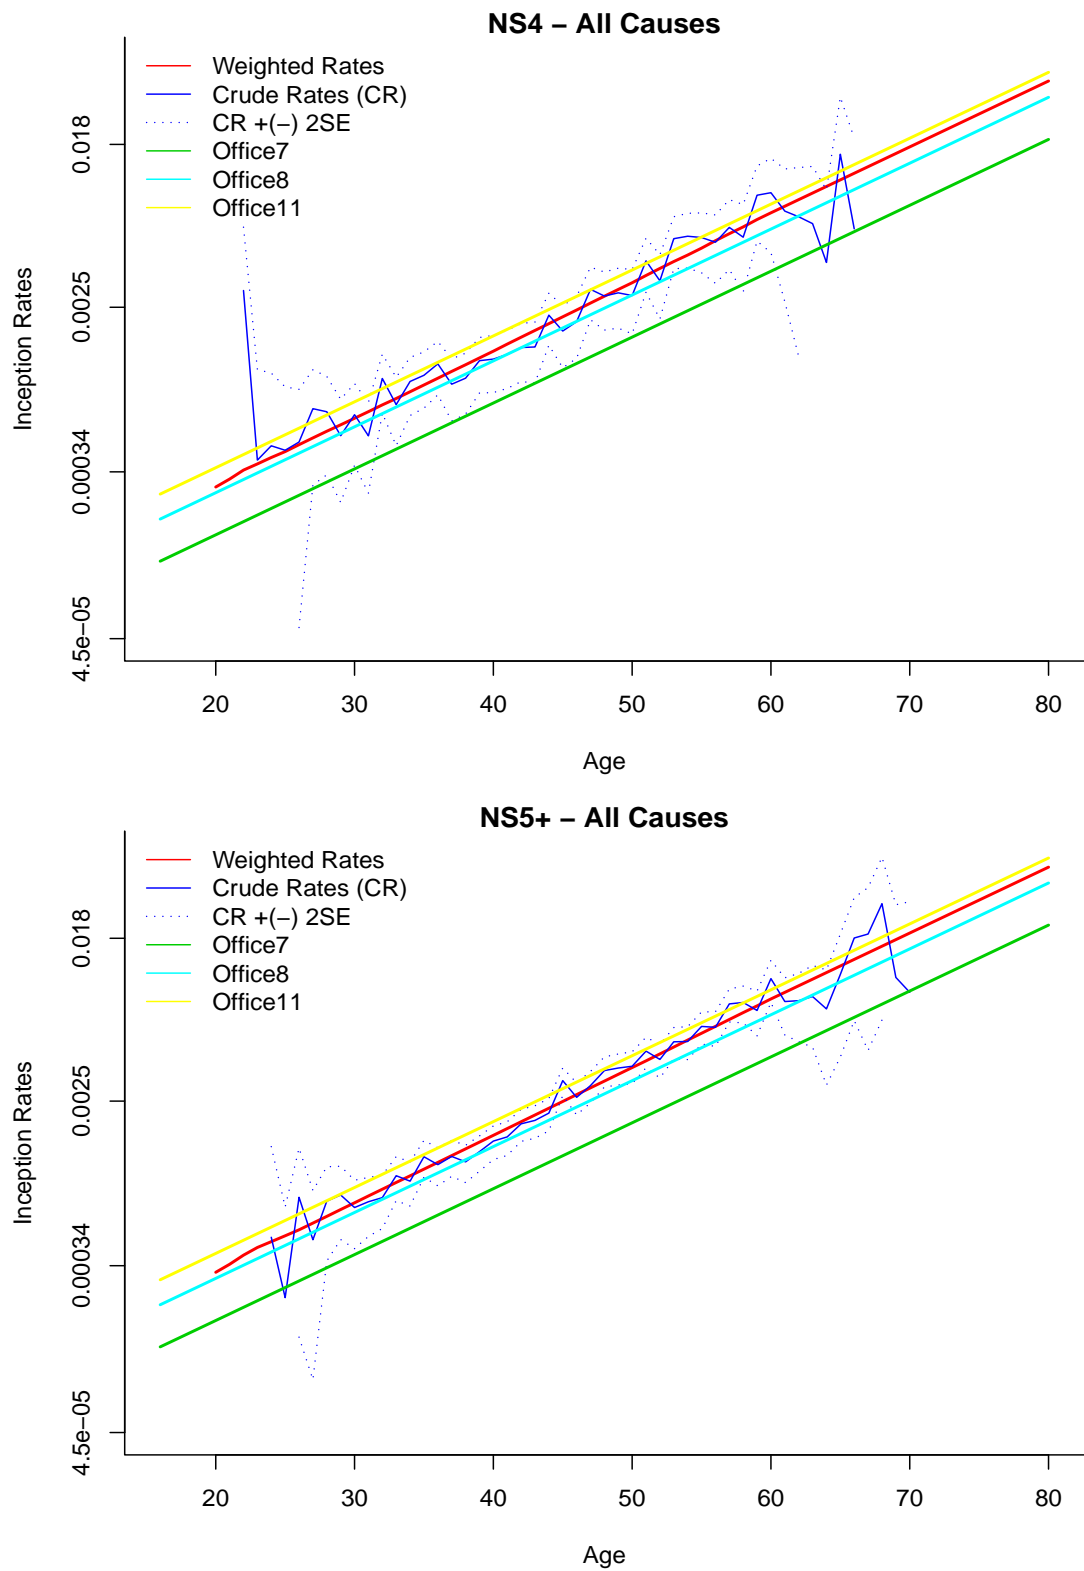 NS4 − All Causes
Weighted Rates
Crude Rates (CR)
CR +(−) 2SE
Office7
Office8
Office11
Inception Rates
0.018
0.0025
0.00034
4.5e−05
20 30 40 50 60 70 80
Age
NS5+ − All Causes
Weighted Rates
Crude Rates (CR)
CR +(−) 2SE
Office7
Office8
Office11
Inception Rates
0.018
0.0025
0.00034
4.5e−05
20 30 40 50 60 70 80
Age